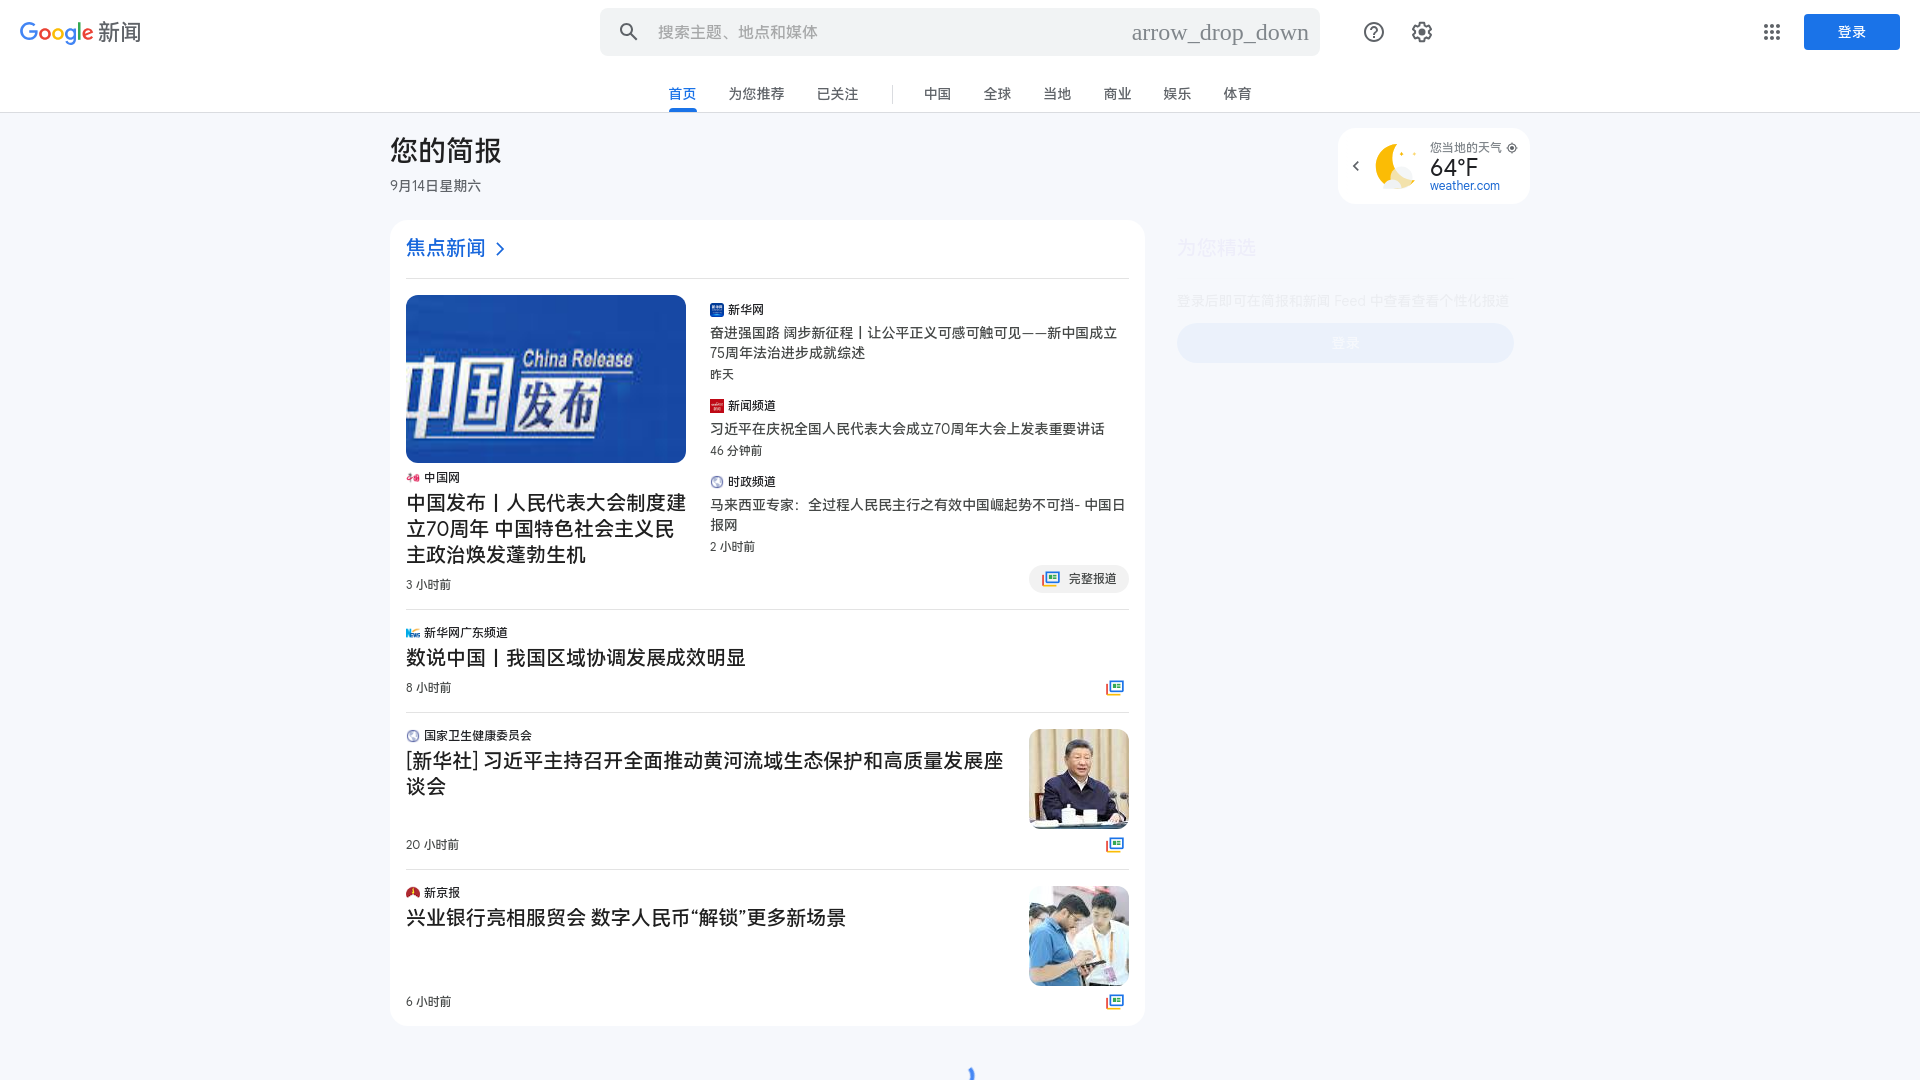 Google 新闻
搜索主题、地点和媒体
arrow_drop_down
登录
首页
为您推荐
已关注
中国
全球
当地
商业
娱乐
体育
您的简报
9月14日星期六
您当地的天气
64°F
weather.com
焦点新闻
China Release
中国发布
中国网
中国发布丨人民代表大会制度建
立70周年 中国特色社会主义民
主政治焕发蓬勃生机
3 小时前
新华网
奋进强国路 阔步新征程丨让公平正义可感可触可见——新中国成立
75周年法治进步成就综述
昨天
新闻频道
习近平在庆祝全国人民代表大会成立70周年大会上发表重要讲话
46 分钟前
时政频道
马来西亚专家：全过程人民民主行之有效中国崛起势不可挡- 中国日
报网
2 小时前
完整报道
新华网广东频道
数说中国丨我国区域协调发展成效明显
8 小时前
国家卫生健康委员会
[新华社] 习近平主持召开全面推动黄河流域生态保护和高质量发展座
谈会
20 小时前
新京报
兴业银行亮相服贸会 数字人民币“解锁”更多新场景
6 小时前
为您精选
登录后即可在简报和新闻 Feed 中查看查看个性化报道
登录